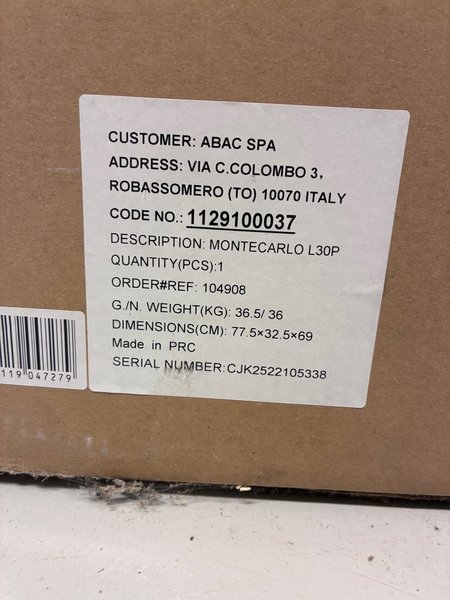 CUSTOMER: ABAC SPA
ADDRESS: VIA C.COLOMBO 3,
ROBASSOMERO (TO) 10070 ITALY
CODE NO.: 1129100037
DESCRIPTION: MONTECARLO L30P
QUANTITY(PCS):1
ORDER#REF: 104908
G./N. WEIGHT(KG): 36.5/ 36
DIMENSIONS(CM): 77.5×32.5×69
Made in PRC
SERIAL NUMBER:CJK2522105338
119 047279